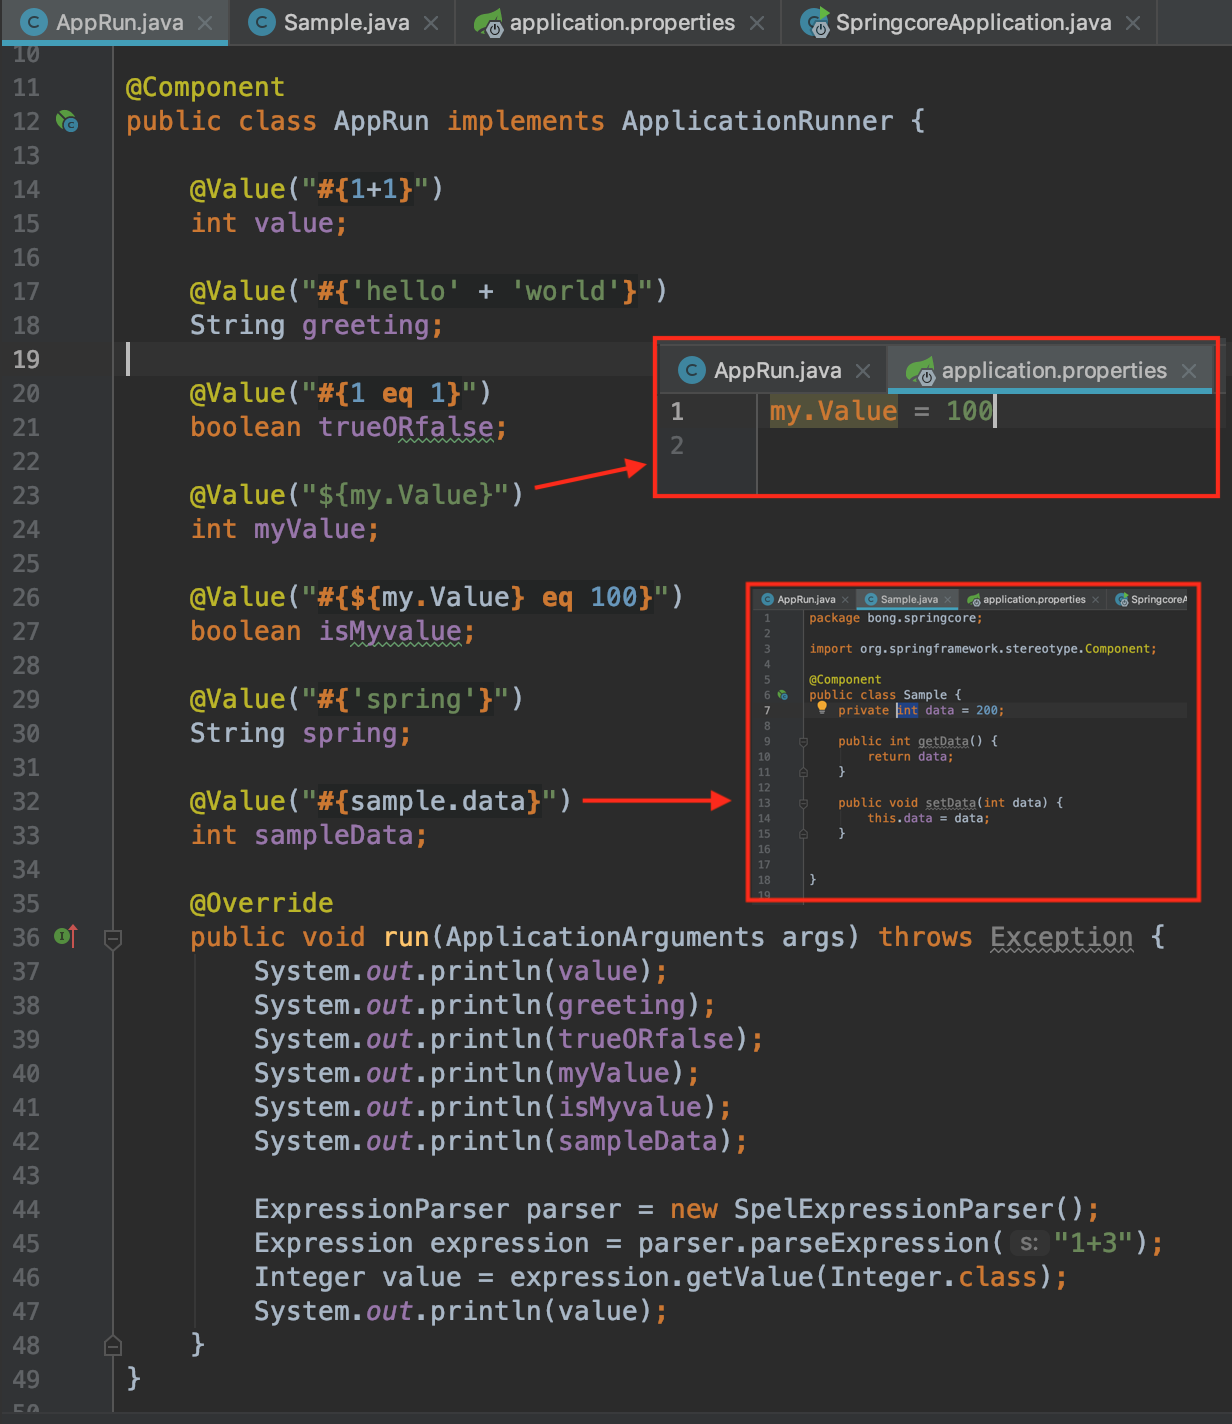 AppRun.java
Sample.java
application.properties
SpringcoreApplication.java
10
11 @Component
12 public class AppRun implements ApplicationRunner {
13
14 @Value("#{1+1}")
15 int value;
16
17 @Value("#{'hello' + 'world'}")
18 String greeting;
19
20 @Value("#{1 eq 1}")
21 boolean trueORfalse;
22
23 @Value("${my.Value}")
24 int myValue;
25
26 @Value("#{${my.Value} eq 100}")
27 boolean isMyvalue;
28
29 @Value("#{'spring'}")
30 String spring;
31
32 @Value("#{sample.data}")
33 int sampleData;
34
35 @Override
36 public void run(ApplicationArguments args) throws Exception {
37 System.out.println(value);
38 System.out.println(greeting);
39 System.out.println(trueORfalse);
40 System.out.println(myValue);
41 System.out.println(isMyvalue);
42 System.out.println(sampleData);
43
44 ExpressionParser parser = new SpelExpressionParser();
45 Expression expression = parser.parseExpression( s: "1+3");
46 Integer value = expression.getValue(Integer.class);
47 System.out.println(value);
48 }
49 }
50
AppRun.java
application.properties
1 my.Value = 100
2
AppRun.java
Sample.java
application.properties
SpringcoreA
1 package bong.springcore;
2
3 import org.springframework.stereotype.Component;
4
5 @Component
6 public class Sample {
7 private int data = 200;
8
9 public int getData() {
10 return data;
11 }
12
13 public void setData(int data) {
14 this.data = data;
15 }
16
17
18 }
19